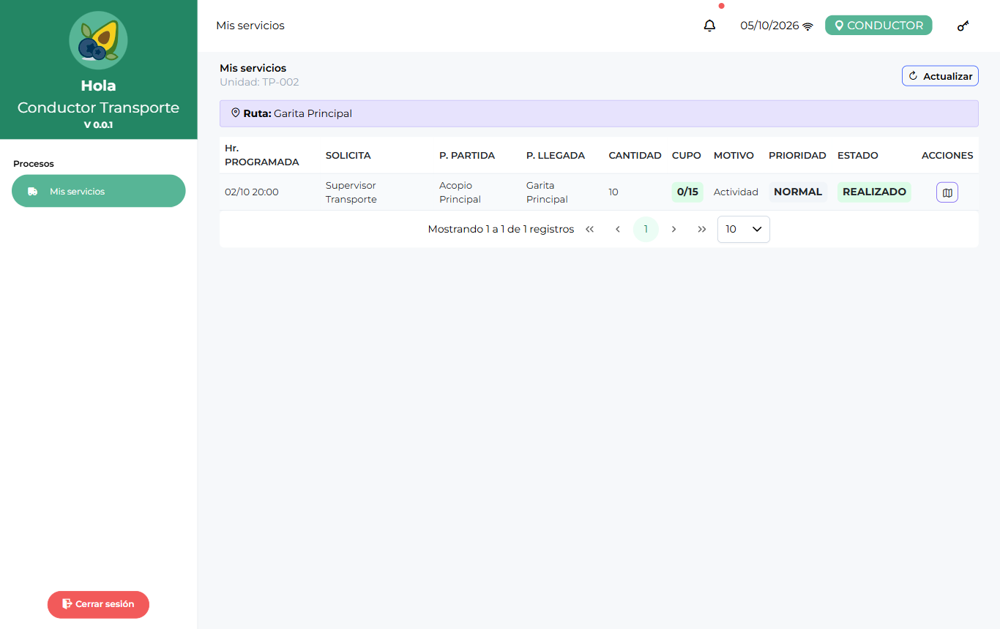 Hola
Conductor Transporte
V 0.0.1
Procesos
Mis servicios
Cerrar sesión
Mis servicios
05/10/2026
CONDUCTOR
Mis servicios
Unidad: TP-002
Actualizar
Ruta: Garita Principal
Hr. PROGRAMADA SOLICITA P. PARTIDA P. LLEGADA CANTIDAD CUPO MOTIVO PRIORIDAD ESTADO ACCIONES
02/10 20:00 Supervisor Transporte Acopio Principal Garita Principal 10 0/15 Actividad NORMAL REALIZADO
Mostrando 1 a 1 de 1 registros 1 10